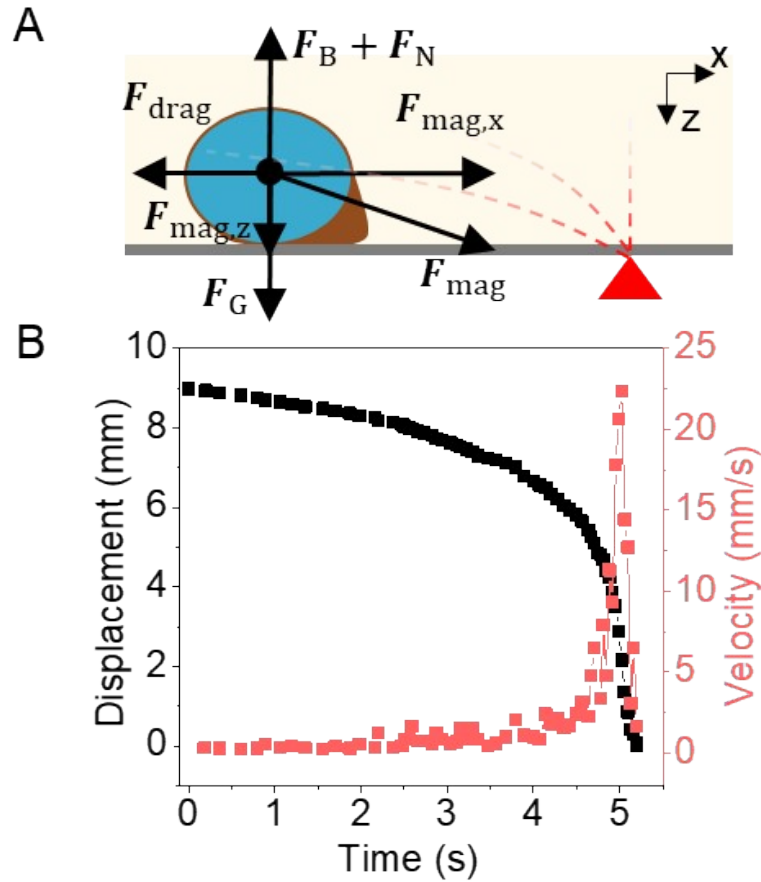 A
F_B + F_N
x
z
F_drag
F_mag,x
F_mag,z
F_mag
F_G
B
10
8
6
4
2
0
Displacement (mm)
25
20
15
10
5
0
Velocity (mm/s)
0 1 2 3 4 5
Time (s)